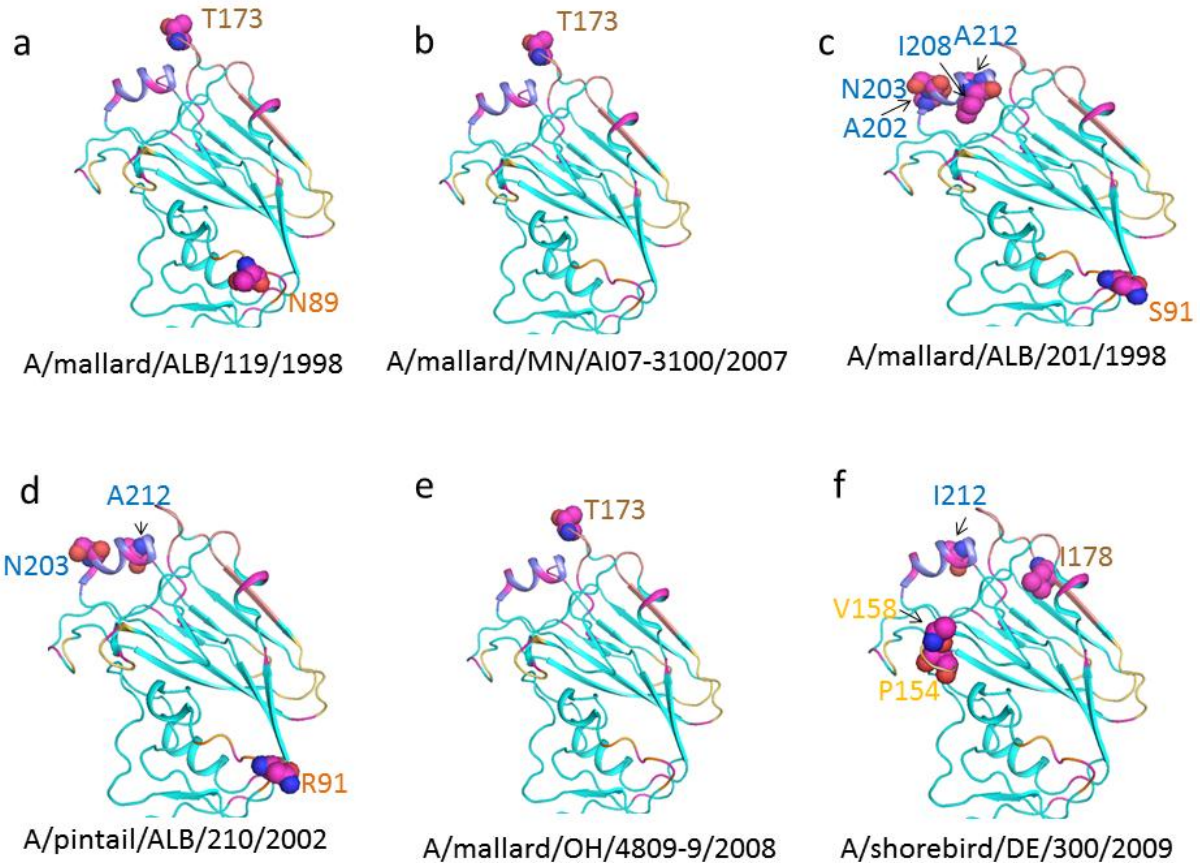 a
T173
N89
A/mallard/ALB/119/1998
b
T173
A/mallard/MN/AI07-3100/2007
c
A212
I208
N203
A202
S91
A/mallard/ALB/201/1998
d
A212
N203
R91
A/pintail/ALB/210/2002
e
T173
A/mallard/OH/4809-9/2008
f
I212
I178
V158
P154
A/shorebird/DE/300/2009